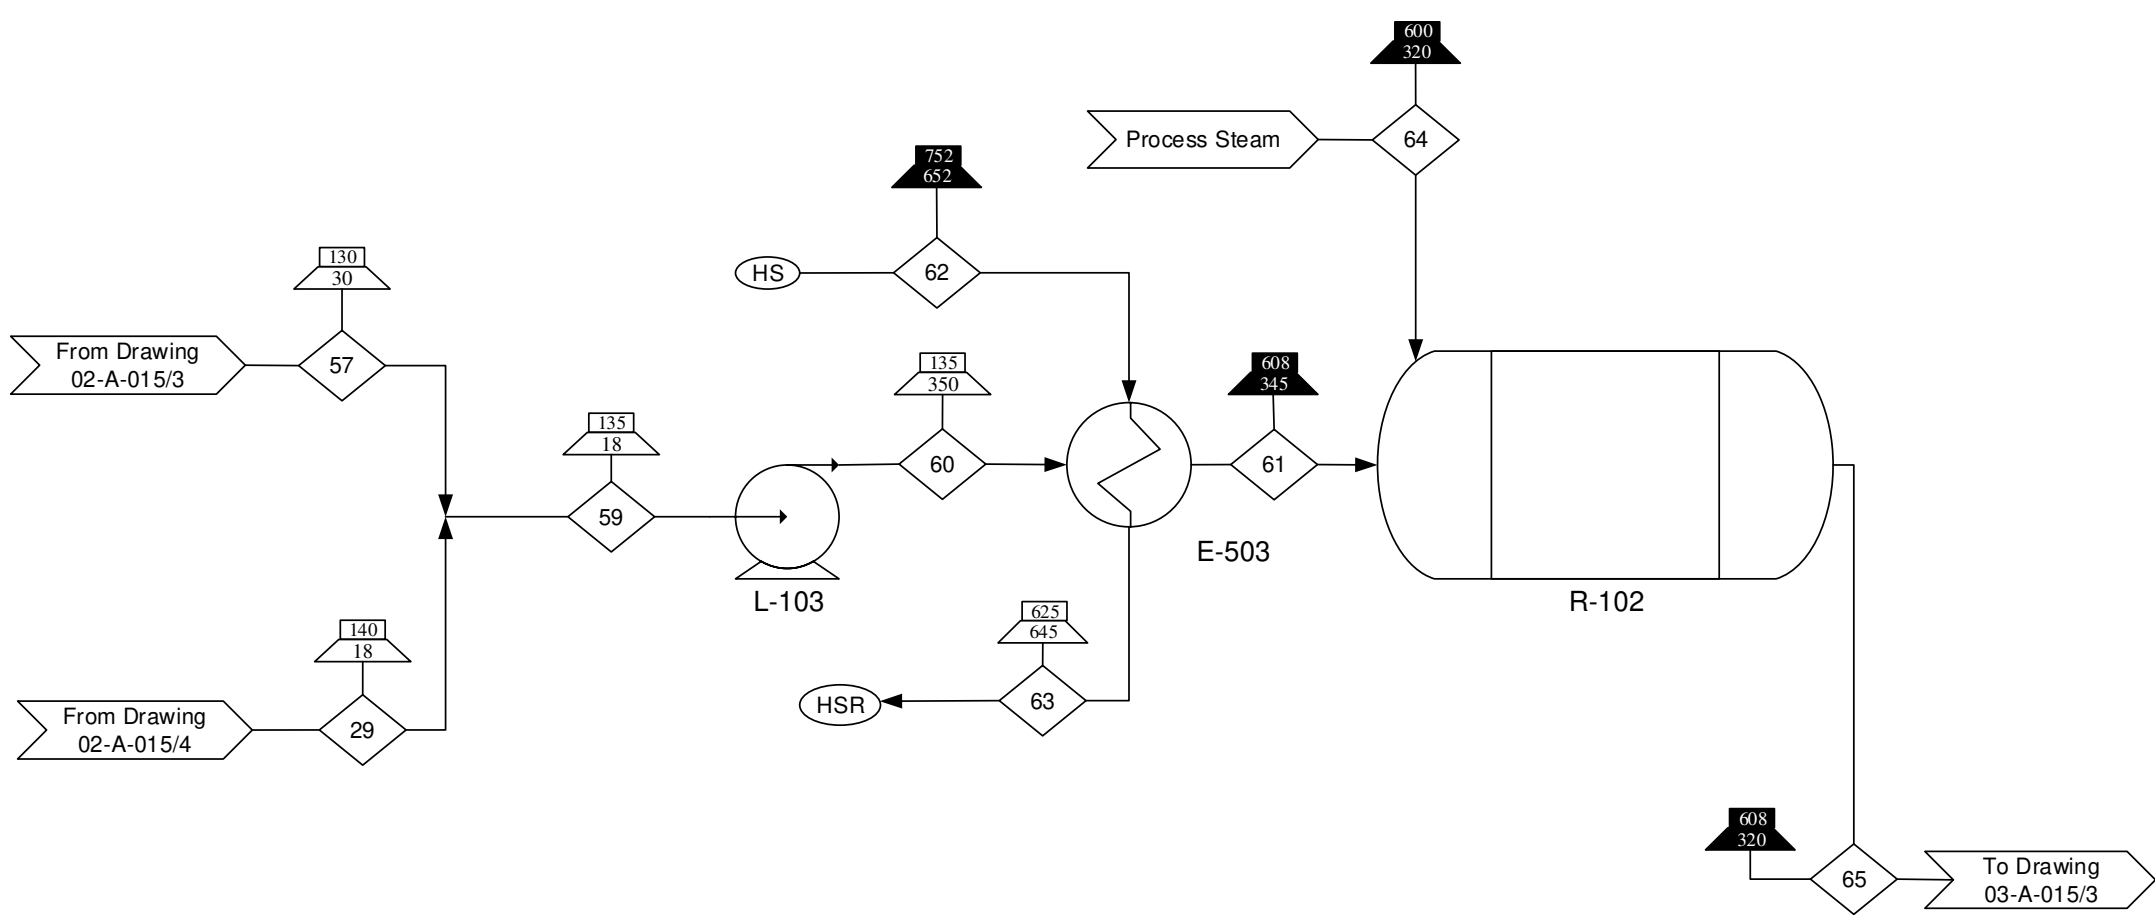 600
320
Process Steam
64
752
652
HS
62
130
30
From Drawing
02-A-015/3
57
135
350
60
608
345
61
135
18
59
L-103
E-503
R-102
140
18
From Drawing
02-A-015/4
29
625
645
HSR
63
608
320
65
To Drawing
03-A-015/3